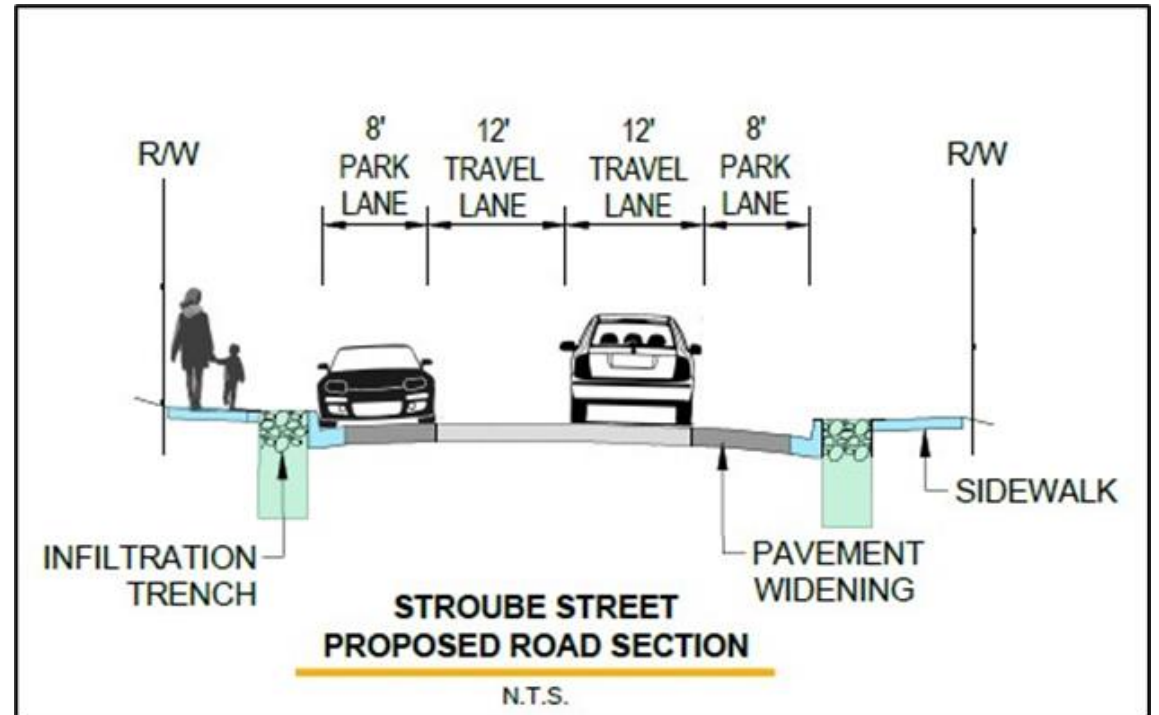 R/W
8'
PARK
LANE
12'
TRAVEL
LANE
12'
TRAVEL
LANE
8'
PARK
LANE
R/W
INFILTRATION
TRENCH
PAVEMENT
WIDENING
SIDEWALK
STROUBE STREET
PROPOSED ROAD SECTION
N.T.S.